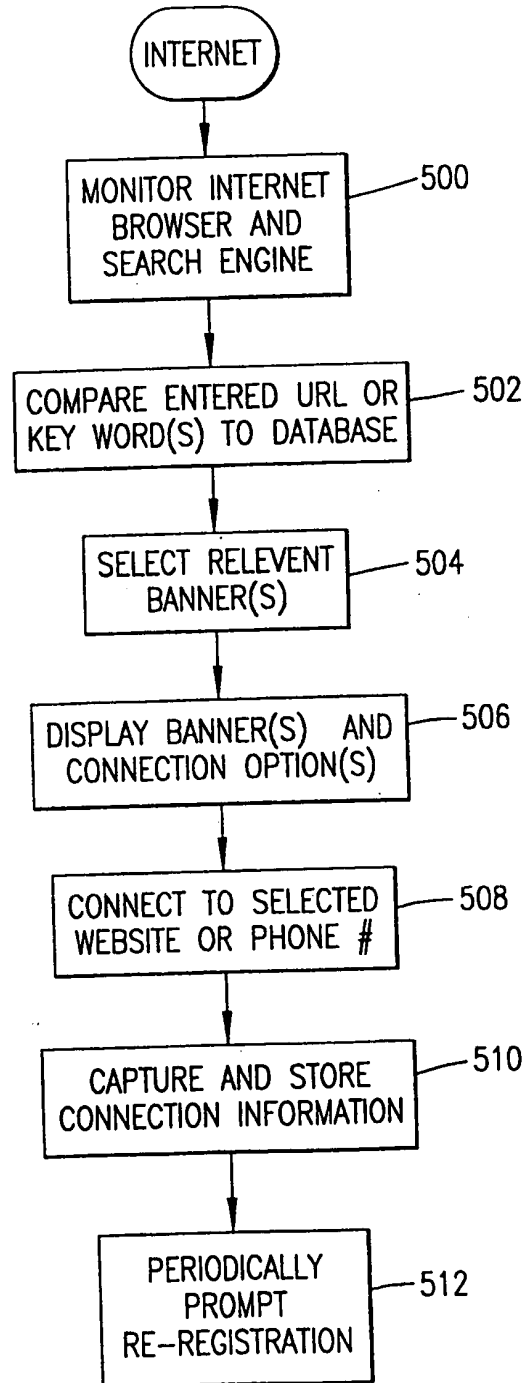 INTERNET
MONITOR INTERNET
BROWSER AND
SEARCH ENGINE
500
COMPARE ENTERED URL OR
KEY WORD(S) TO DATABASE
502
SELECT RELEVENT
BANNER(S)
504
DISPLAY BANNER(S) AND
CONNECTION OPTION(S)
506
CONNECT TO SELECTED
WEBSITE OR PHONE #
508
CAPTURE AND STORE
CONNECTION INFORMATION
510
PERIODICALLY
PROMPT
RE-REGISTRATION
512